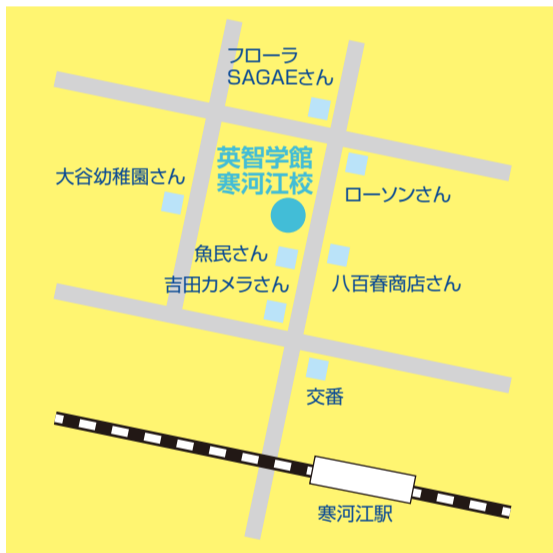 フローラ
SAGAEさん
英智学館
寒河江校
大谷幼稚園さん
ローソンさん
魚民さん
吉田カメラさん
八百春商店さん
交番
寒河江駅